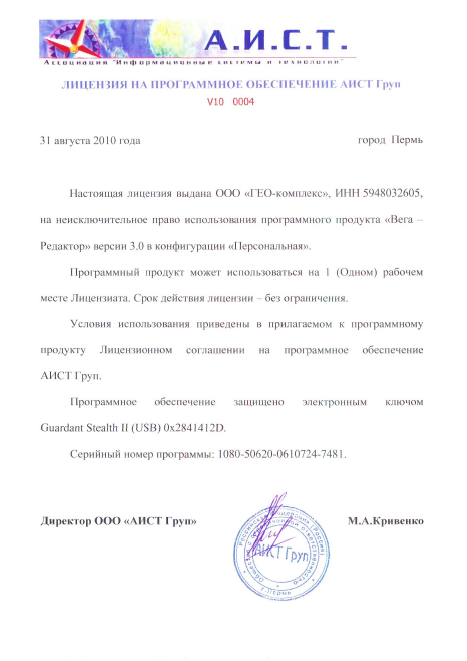 А.И.С.Т.
Ассоциация "Информационные системы и технологии"
ЛИЦЕНЗИЯ НА ПРОГРАММНОЕ ОБЕСПЕЧЕНИЕ АИСТ Груп
V10 0004
31 августа 2010 года
город Пермь
Настоящая лицензия выдана ООО «ГЕО-комплекс», ИНН 5948032605,
на неисключительное право использования программного продукта «Вега –
Редактор» версии 3.0 в конфигурации «Персональная».
Программный продукт может использоваться на 1 (Одном) рабочем
месте Лицензиата. Срок действия лицензии – без ограничения.
Условия использования приведены в прилагаемом к программному
продукту Лицензионном соглашении на программное обеспечение
АИСТ Груп.
Программное обеспечение защищено электронным ключом
Guardant Stealth II (USB) 0x2841412D.
Серийный номер программы: 1080-50620-0610724-7481.
Директор ООО «АИСТ Груп»
М.А.Кривенко
АИСТ Груп
г.Пермь